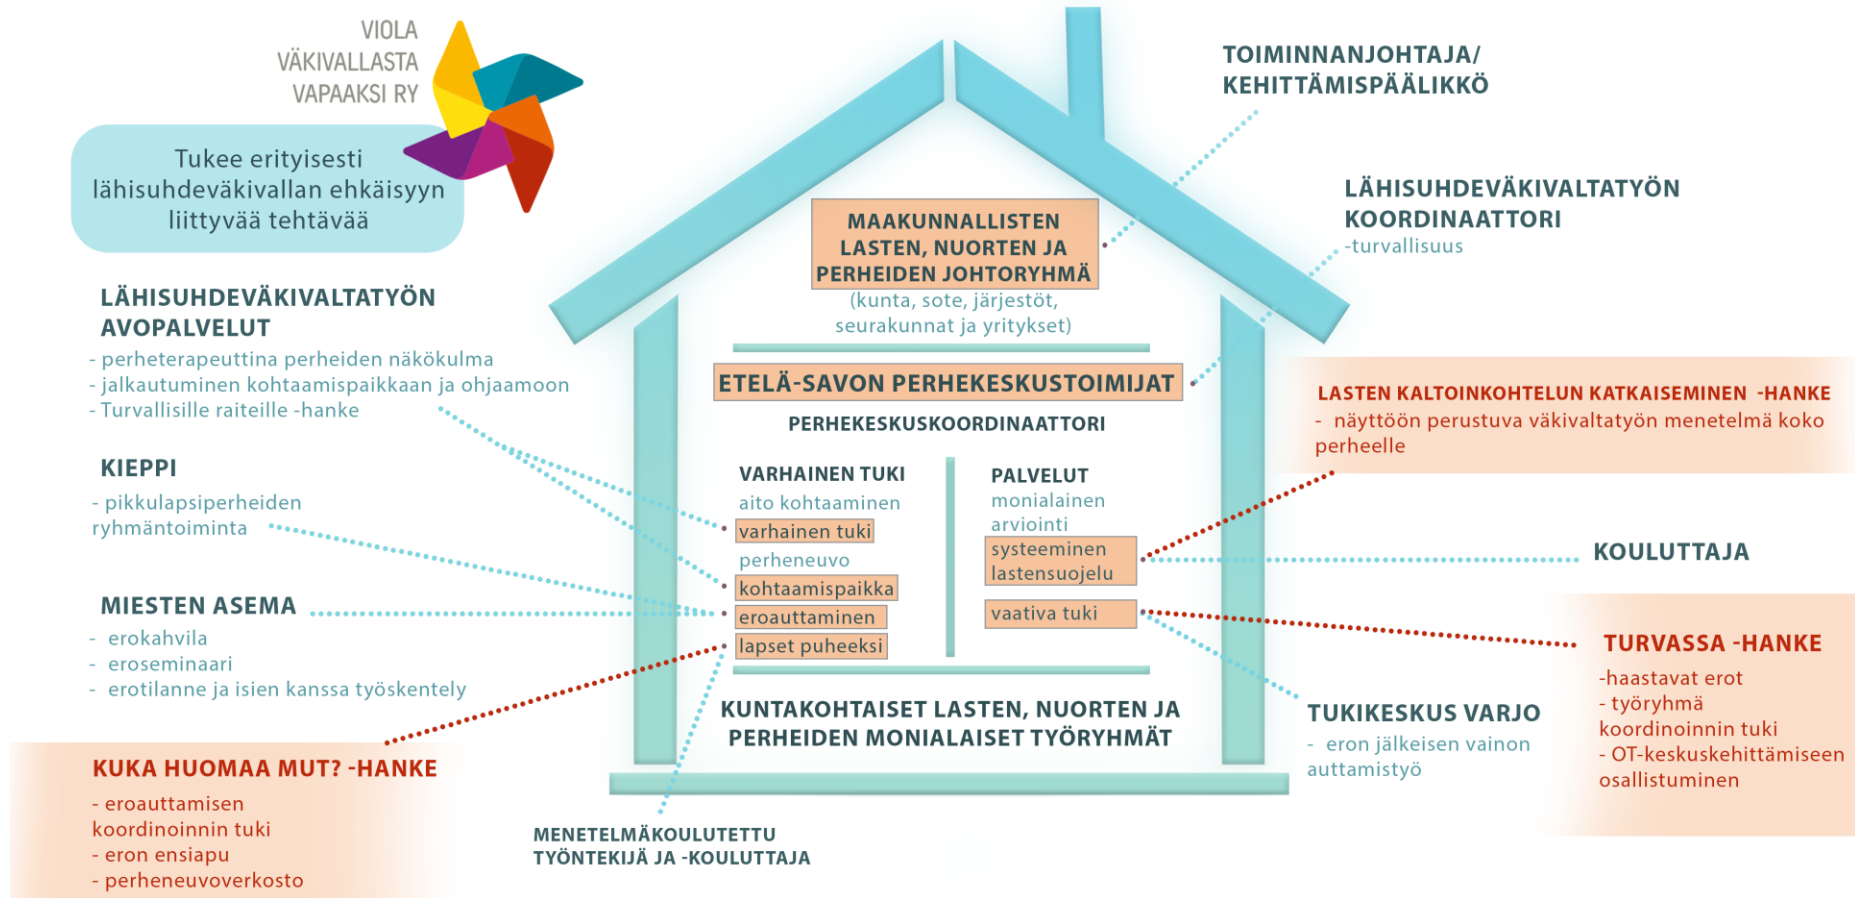 VIOLA
VÄKIVALLASTA
VAPAAKSI RY
Tukee erityisesti
lähisuhdeväkivallan ehkäisyyn
liittyvää tehtävää
LÄHISUHDEVÄKIVALTATYÖN
AVOPALVELUT
- perheterapeuttina perheiden näkökulma
- jalkautuminen kohtaamispaikkaan ja ohjaamoon
- Turvallisille raiteille -hanke
KIEPPI
- pikkulapsiperheiden
ryhmäntoiminta
MIESTEN ASEMA
- erokahvila
- eroseminaari
- erotilanne ja isien kanssa työskentely
KUKA HUOMAA MUT? -HANKE
- eroauttamisen
koordinoinnin tuki
- eron ensiapu
- perheneuvoverkosto
MAAKUNNALLISTEN
LASTEN, NUORTEN JA
PERHEIDEN JOHTORYHMÄ
(kunta, sote, järjestöt,
seurakunnat ja yritykset)
ETELÄ-SAVON PERHEKESKUSTOIMIJAT
PERHEKESKUSKOORDINAATTORI
VARHAINEN TUKI
aito kohtaaminen
varhainen tuki
perheneuvo
kohtaamispaikka
eroauttaminen
lapset puheeksi
PALVELUT
monialainen
arviointi
systeeminen
lastensuojelu
vaativa tuki
KUNTAKOHTAISET LASTEN, NUORTEN JA
PERHEIDEN MONIALAISET TYÖRYHMÄT
MENETELMÄKOULUTETTU
TYÖNTEKIJÄ JA -KOULUTTAJA
TOIMINNANJOHTAJA/
KEHITTÄMISPÄÄLIKKÖ
LÄHISUHDEVÄKIVALTATYÖN
KOORDINAATTORI
-turvallisuus
LASTEN KALTOINKOHTELUN KATKAISEMINEN -HANKE
- näyttöön perustuva väkivaltatyön menetelmä koko
perheelle
KOULUTTAJA
TURVASSA -HANKE
-haastavat erot
- työryhmä
koordinoinnin tuki
- OT-keskuskehittämiseen
osallistuminen
TUKIKESKUS VARJO
- eron jälkeisen vainon
auttamistyö